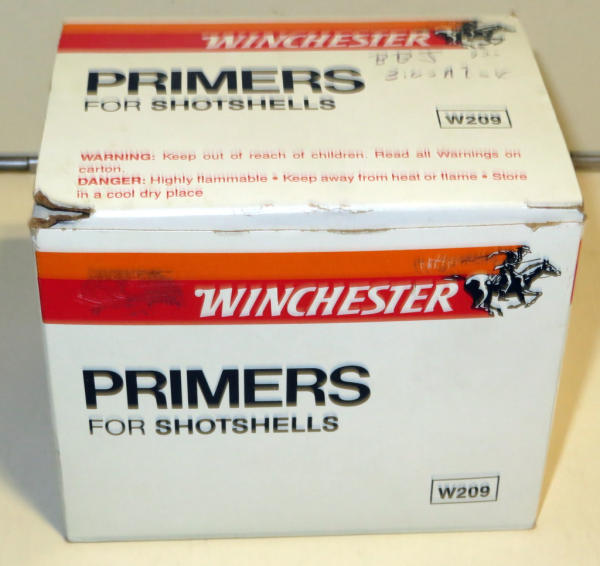 WINCHESTER
PRIMERS
FOR SHOTSHELLS
W209
WARNING: Keep out of reach of children. Read all Warnings on
carton.
DANGER: Highly flammable • Keep away from heat or flame • Store
in a cool dry place
WINCHESTER
PRIMERS
FOR SHOTSHELLS
W209